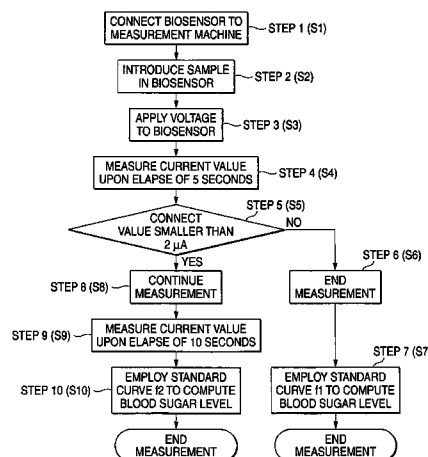 CONNECT BIOSENSOR TO
MEASUREMENT MACHINE
STEP 1 (S1)
INTRODUCE SAMPLE
IN BIOSENSOR
STEP 2 (S2)
APPLY VOLTAGE
TO BIOSENSOR
STEP 3 (S3)
MEASURE CURRENT VALUE
UPON ELAPSE OF 5 SECONDS
STEP 4 (S4)
STEP 5 (S5)
CONNECT
VALUE SMALLER THAN
2 μA
NO
YES
STEP 6 (S6)
STEP 8 (S8)
CONTINUE
MEASUREMENT
END
MEASUREMENT
STEP 9 (S9)
MEASURE CURRENT VALUE
UPON ELAPSE OF 10 SECONDS
STEP 7 (S7
STEP 10 (S10)
EMPLOY STANDARD
CURVE f2 TO COMPUTE
BLOOD SUGAR LEVEL
EMPLOY STANDARD
CURVE f1 TO COMPUTE
BLOOD SUGAR LEVEL
END
MEASUREMENT
END
MEASUREMENT